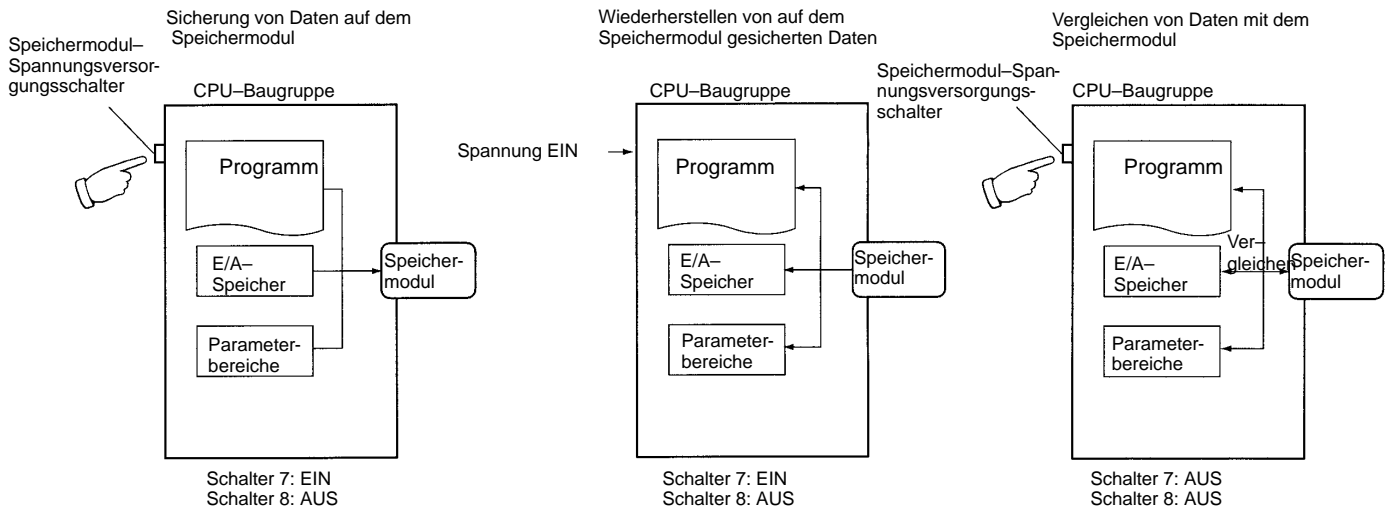 Sicherung von Daten auf dem
Speichermodul
Speichermodul–
Spannungsversor-
gungsschalter
CPU–Baugruppe
Programm
E/A–
Speicher
Parameter-
bereiche
Speicher-
modul
Schalter 7: EIN
Schalter 8: AUS
Wiederherstellen von auf dem
Speichermodul gesicherten Daten
CPU–Baugruppe
Spannung EIN
Programm
E/A–
Speicher
Parameter-
bereiche
Speicher-
modul
Schalter 7: EIN
Schalter 8: AUS
Vergleichen von Daten mit dem
Speichermodul
Speichermodul–Span-
nungsversorgungs-
schalter
CPU–Baugruppe
Programm
Ver–
gleichen
E/A–
Speicher
Parameter-
bereiche
Speicher-
modul
Schalter 7: AUS
Schalter 8: AUS